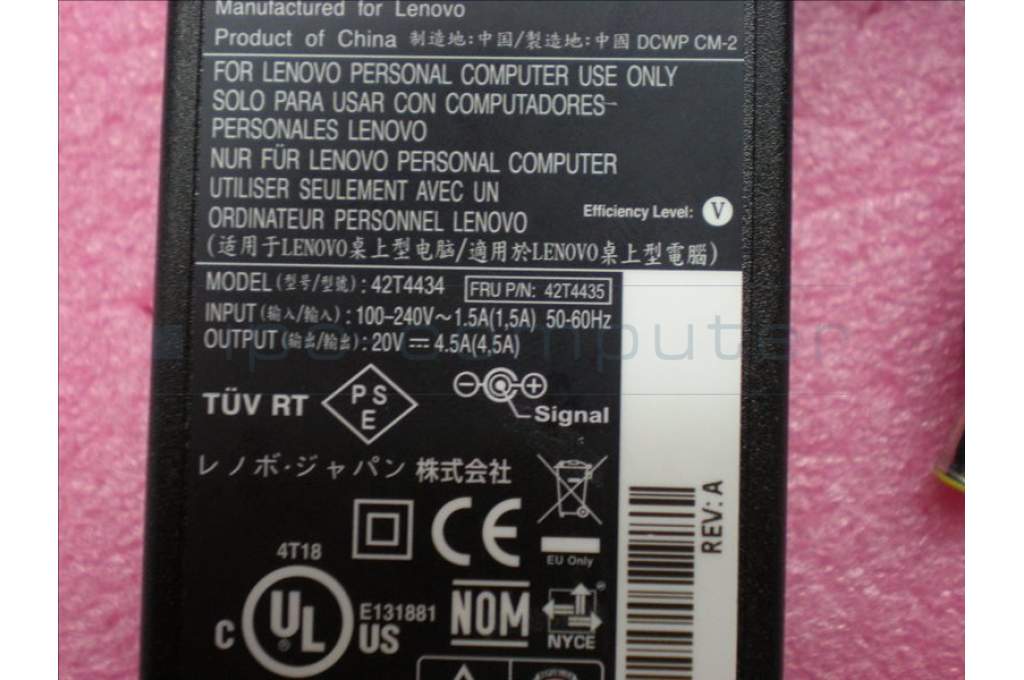 Manufactured for Lenovo
Product of China 制造地:中国/製造地:中國 DCWP CM-2
FOR LENOVO PERSONAL COMPUTER USE ONLY
SOLO PARA USAR CON COMPUTADORES
PERSONALES LENOVO
NUR FÜR LENOVO PERSONAL COMPUTER
UTILISER SEULEMENT AVEC UN
ORDINATEUR PERSONNEL LENOVO
Efficiency Level: V
(适用于LENOVO桌上型电脑/適用於LENOVO桌上型電腦)
MODEL(型号/型號): 42T4434
FRU P/N: 42T4435
INPUT(输入/輸入): 100-240V~1.5A(1,5A) 50-60Hz
OUTPUT(输出/輸出): 20V ⎓ 4.5A(4,5A)
ipc-computer
TÜV RT
PSE
Signal
レノボ・ジャパン 株式会社
REV: A
CE
EU Only
4T18
C UL US
®
E131881
NOM
NYCE